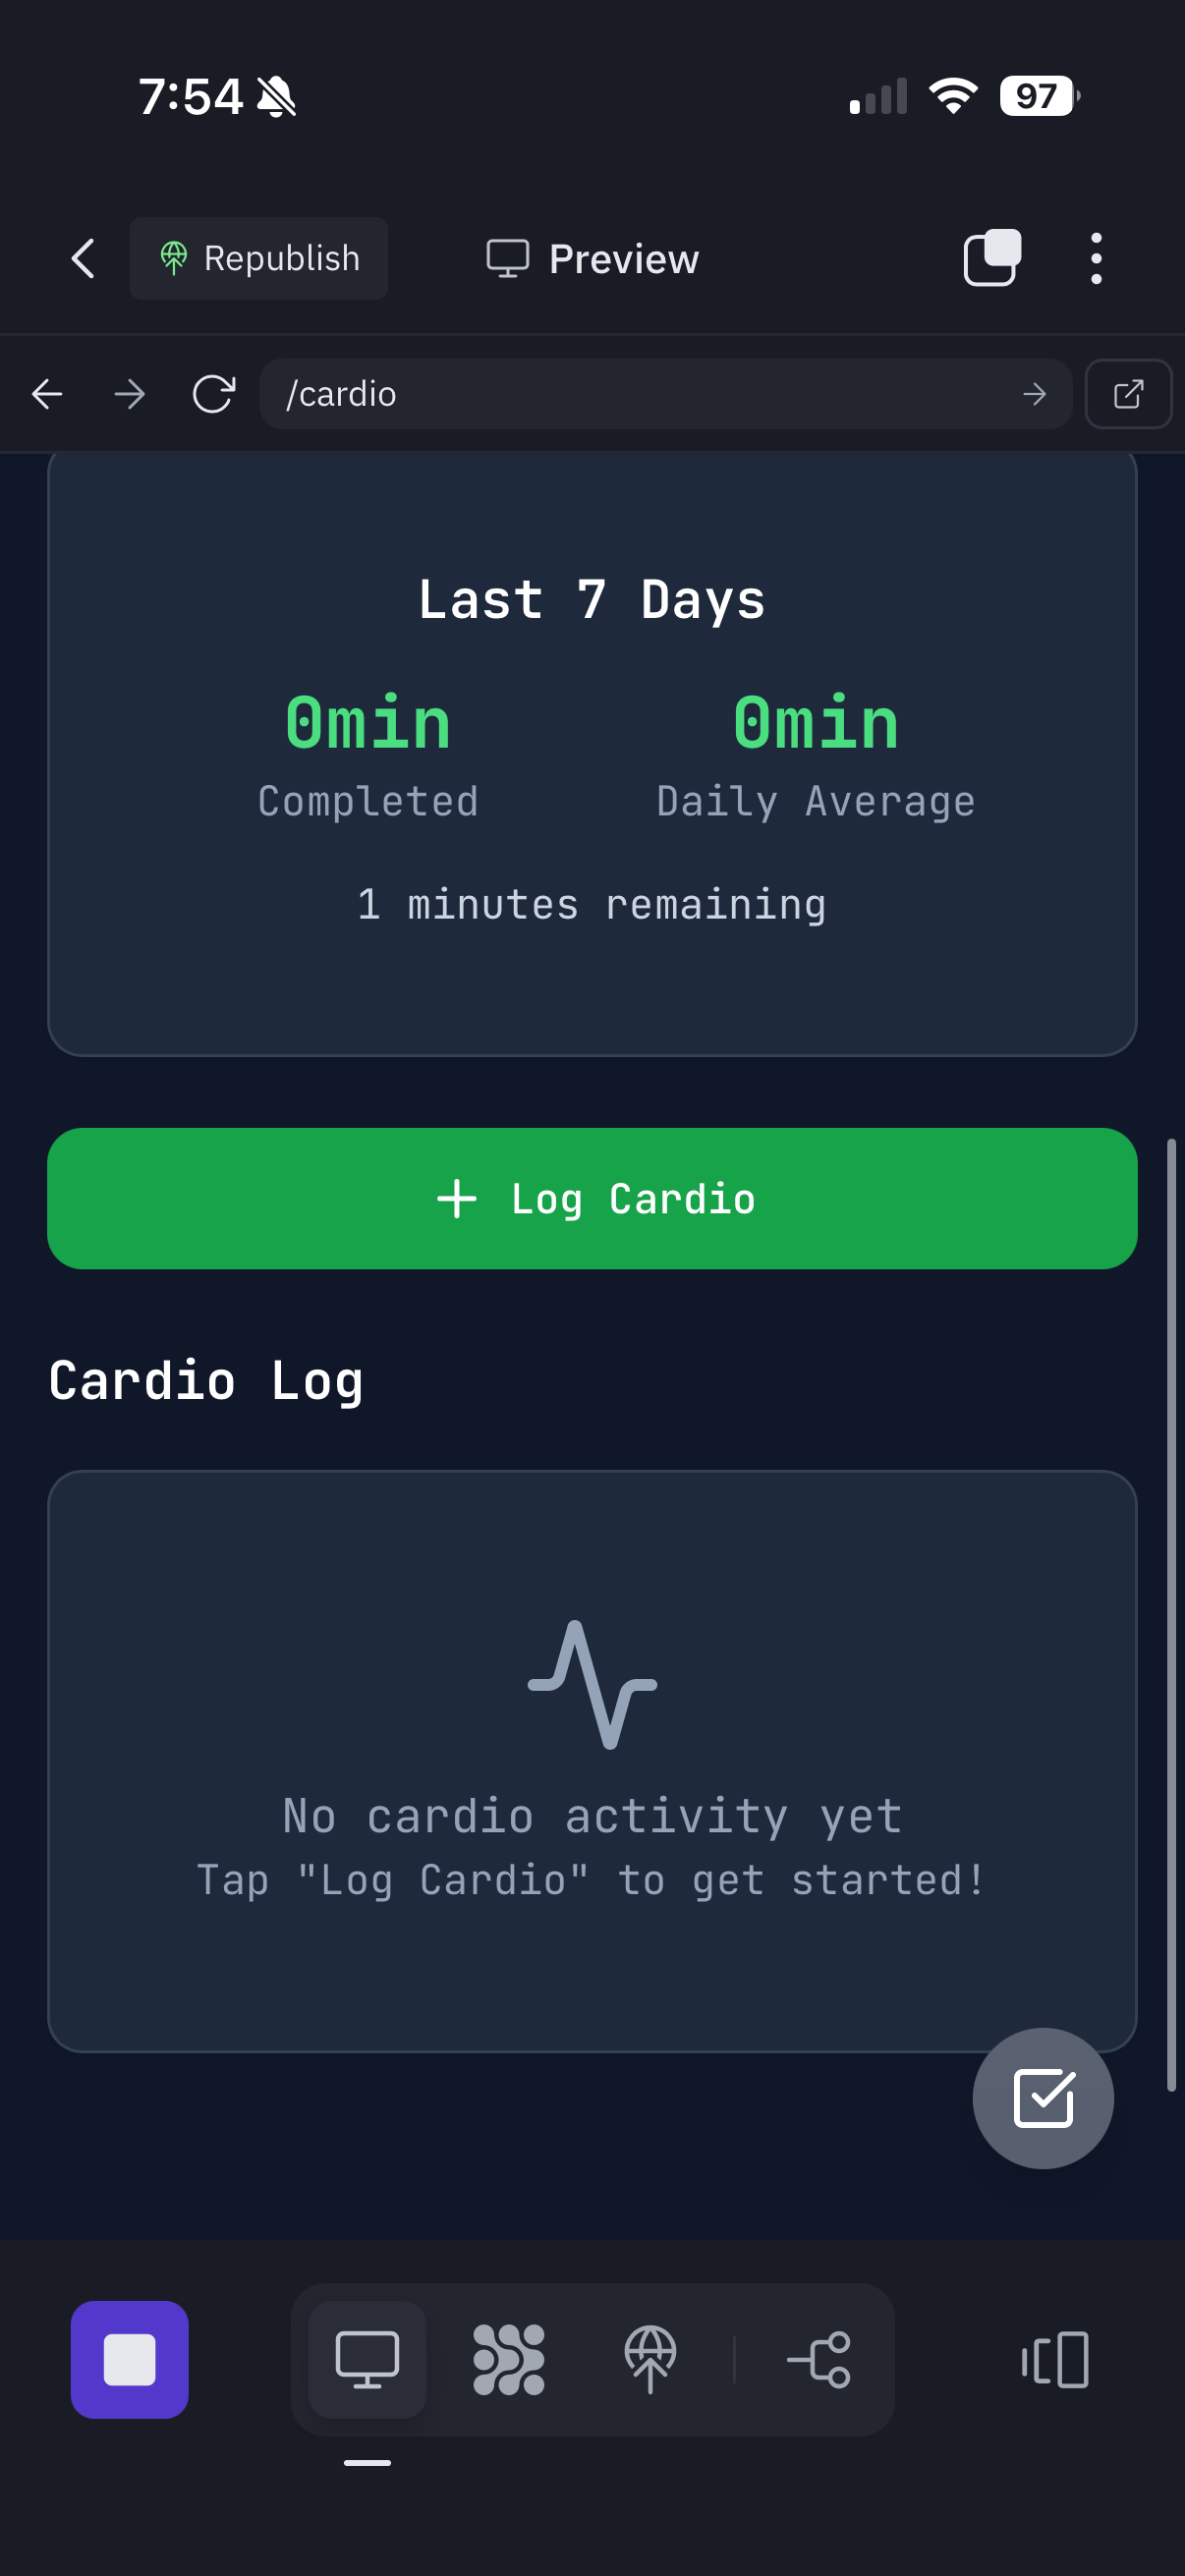 7:54 97
Republish Preview
/cardio
Last 7 Days
0min 0min
Completed Daily Average
1 minutes remaining
Log Cardio
Cardio Log
No cardio activity yet
Tap "Log Cardio" to get started!